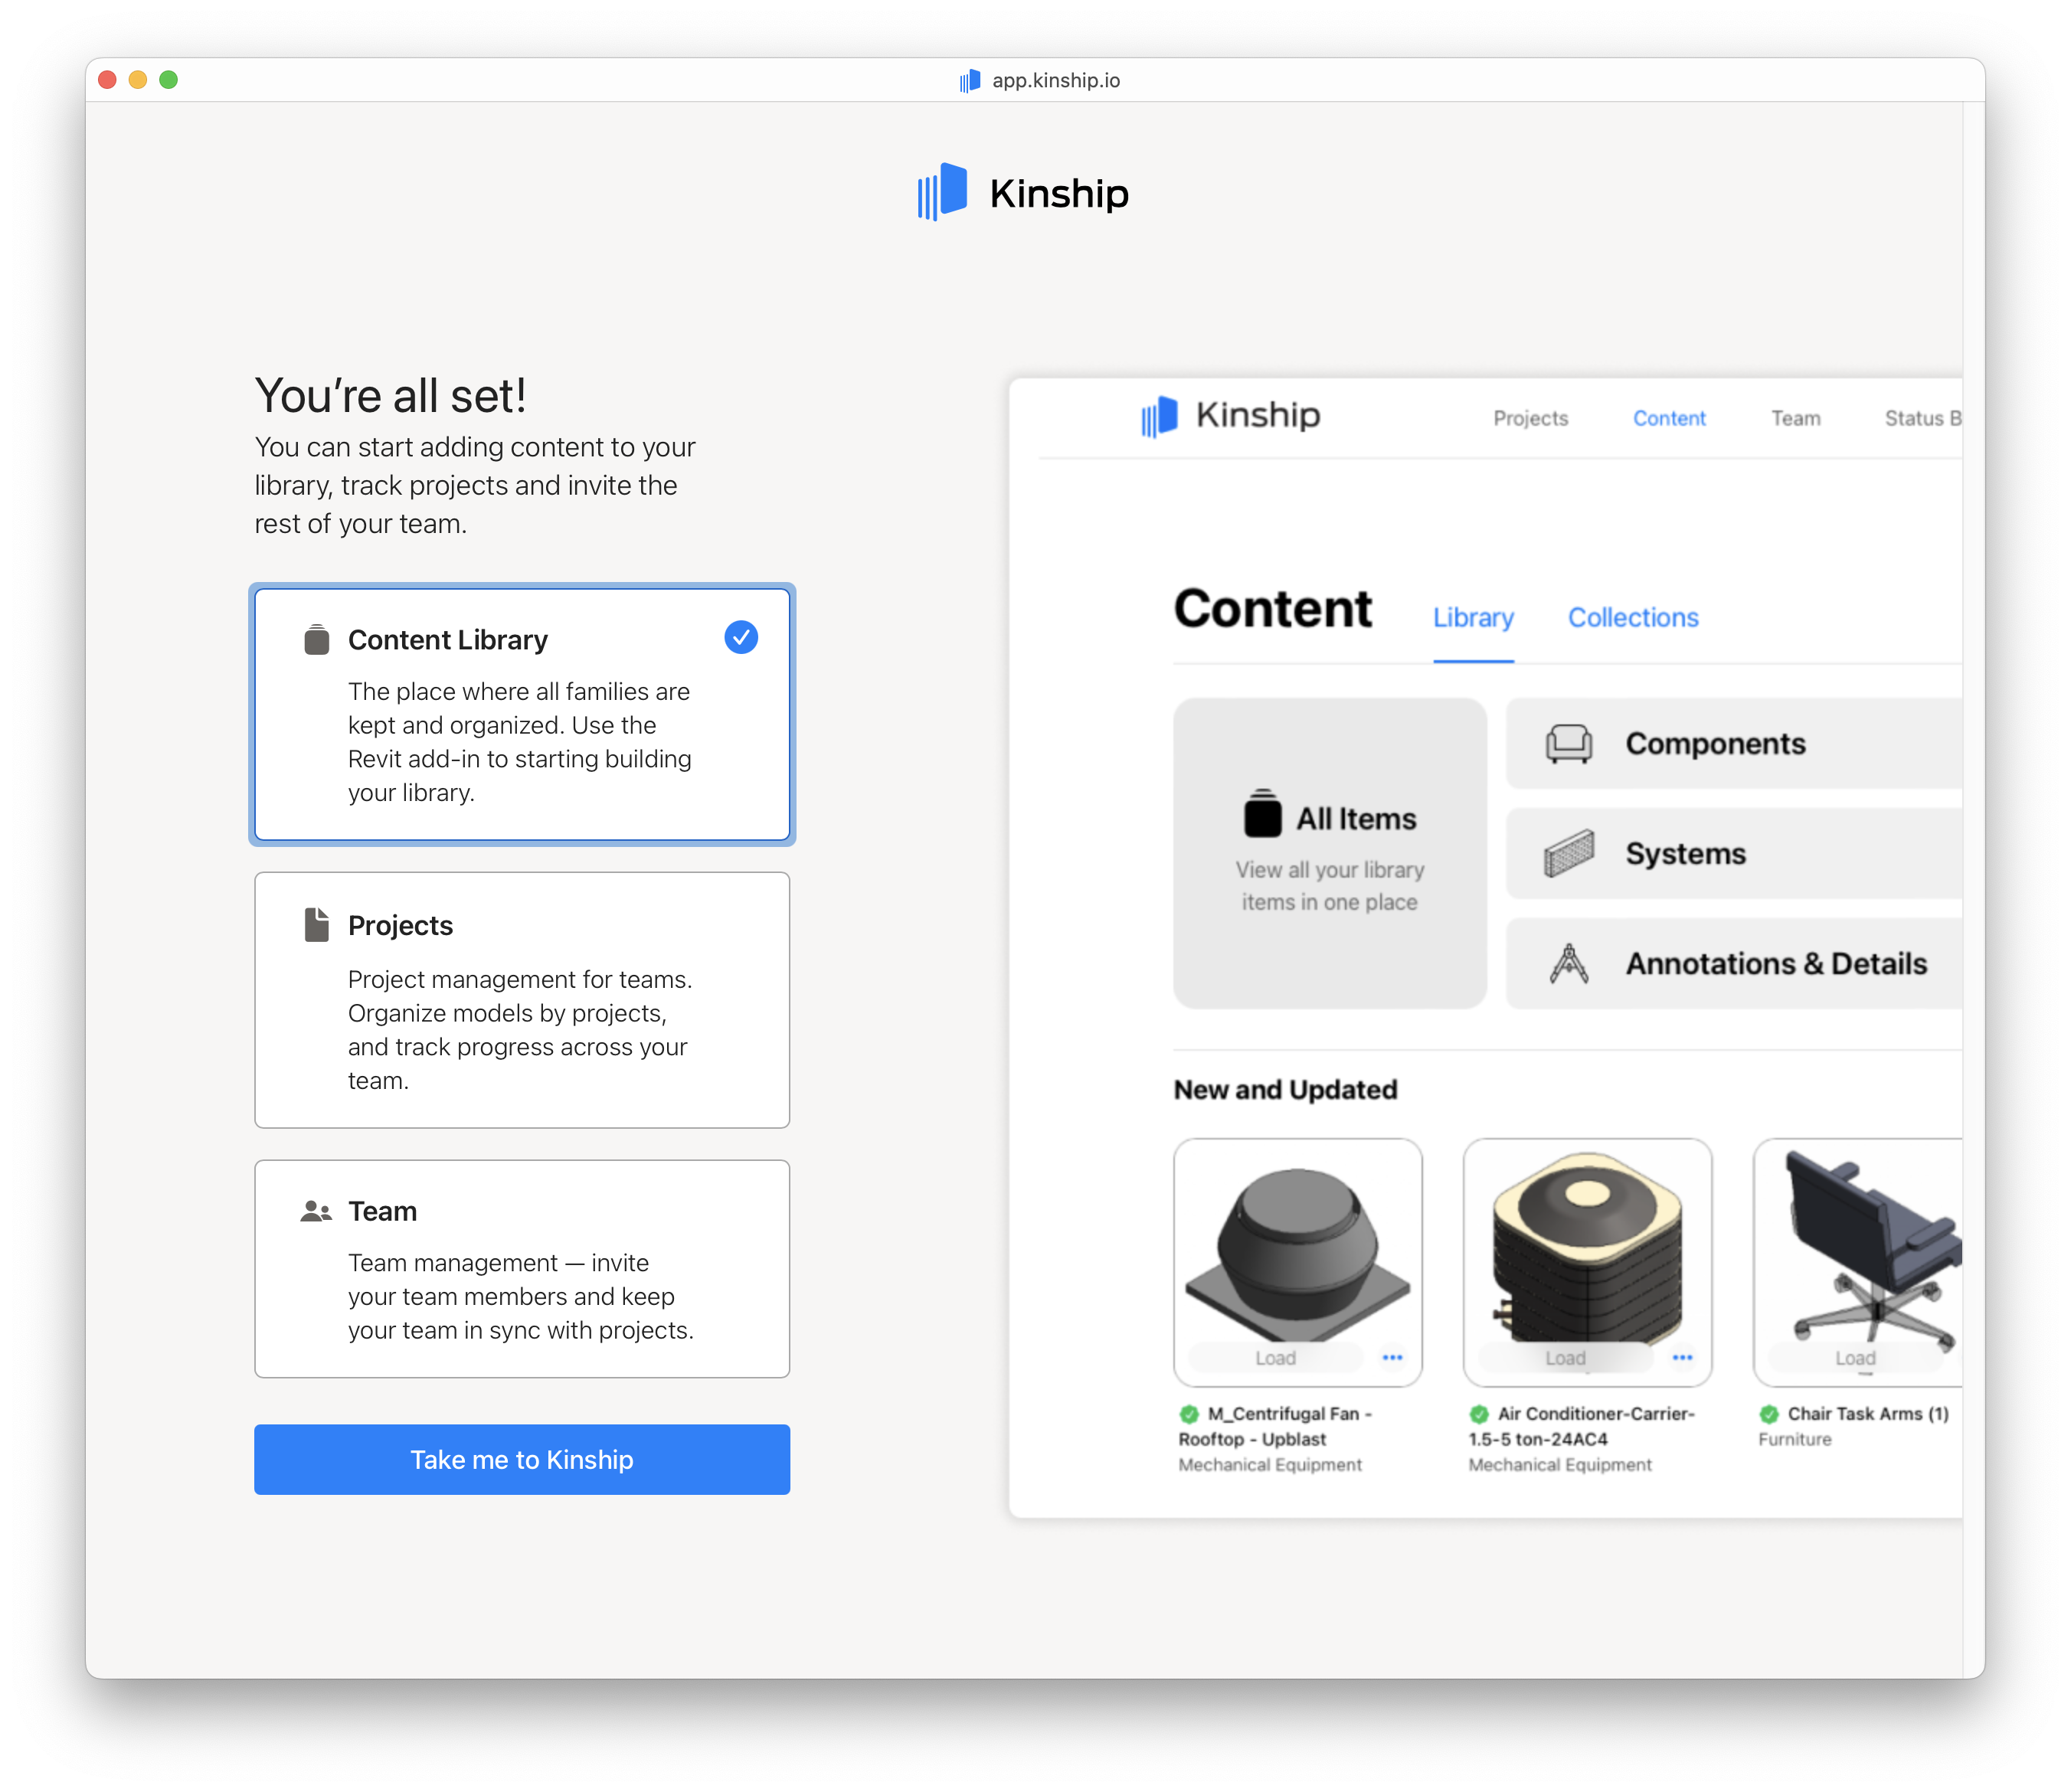 app.kinship.io
Kinship
You're all set!
You can start adding content to your
library, track projects and invite the
rest of your team.
Content Library
The place where all families are
kept and organized. Use the
Revit add-in to starting building
your library.
Projects
Project management for teams.
Organize models by projects,
and track progress across your
team.
Team
Team management — invite
your team members and keep
your team in sync with projects.
Take me to Kinship
Kinship
Projects
Content
Team
Status B
Content
Library
Collections
All Items
View all your library
items in one place
Components
Systems
Annotations & Details
New and Updated
Load
Load
Load
M_Centrifugal Fan -
Rooftop - Upblast
Mechanical Equipment
Air Conditioner-Carrier-
1.5-5 ton-24AC4
Mechanical Equipment
Chair Task Arms (1)
Furniture